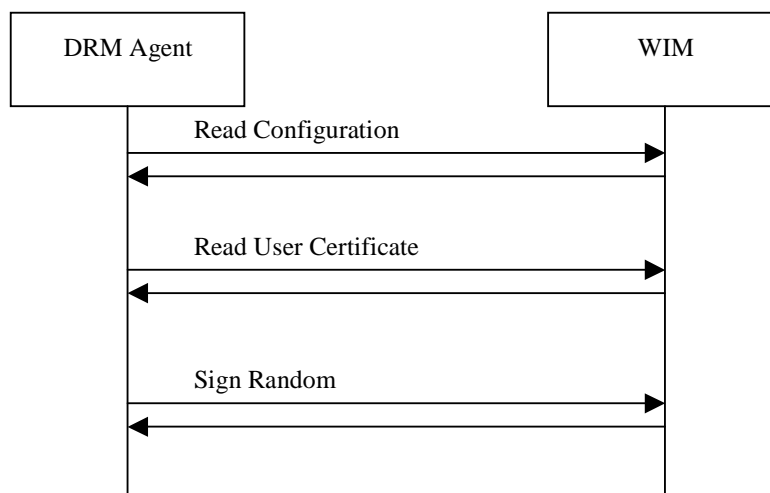 DRM Agent
WIM
Read Configuration
Read User Certificate
Sign Random